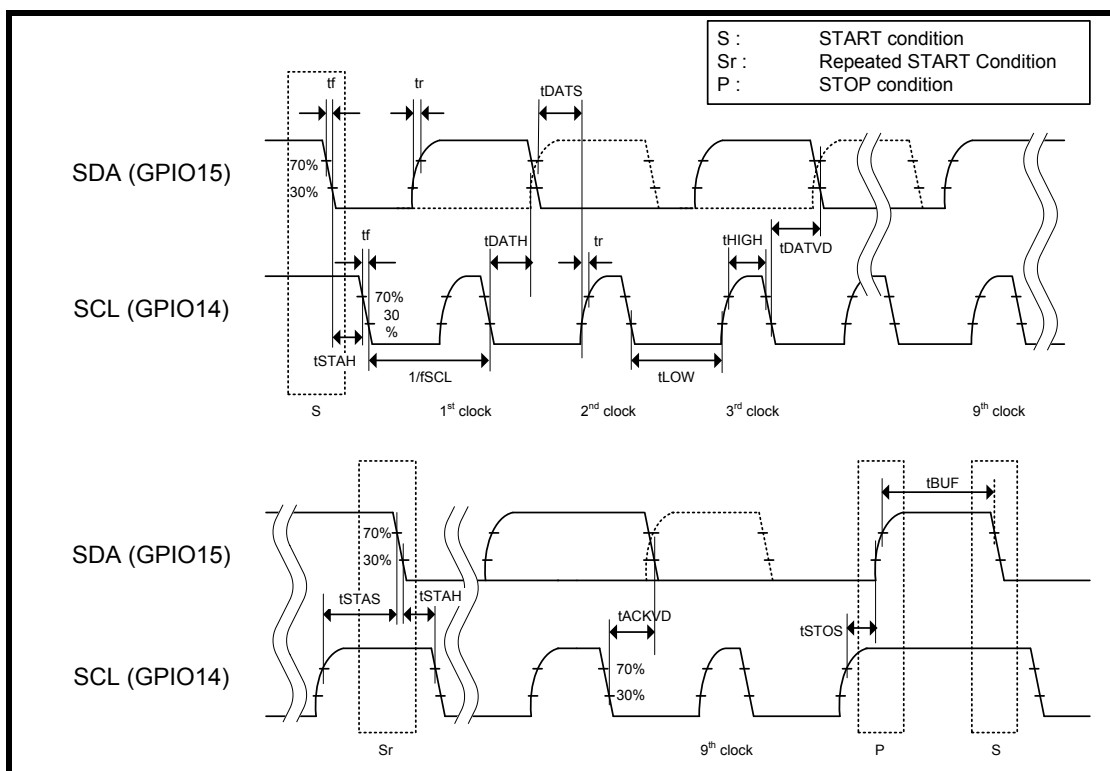 S : START condition
Sr : Repeated START Condition
P : STOP condition
tf
tr
tDATS
SDA (GPIO15)
70%
30%
tf
tDATH
tr
tHIGH
tDATVD
SCL (GPIO14)
70%
30
%
tSTAH
1/fSCL
tLOW
S
1st clock
2nd clock
3rd clock
9th clock
tBUF
SDA (GPIO15)
70%
30%
tSTAS
tSTAH
tACKVD
tSTOS
SCL (GPIO14)
70%
30%
Sr
9th clock
P
S